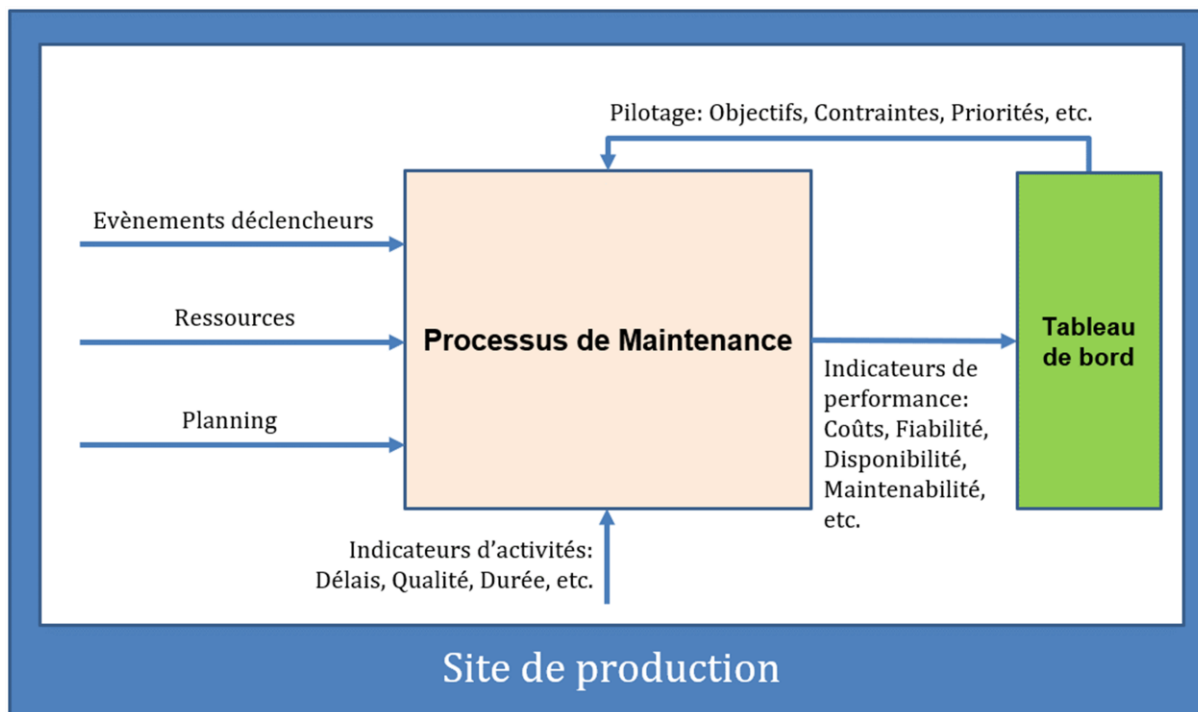 Pilotage: Objectifs, Contraintes, Priorités, etc.
Evènements déclencheurs
Ressources
Planning
Processus de Maintenance
Indicateurs de
performance:
Coûts, Fiabilité,
Disponibilité,
Maintenabilité,
etc.
Tableau
de bord
Indicateurs d’activités:
Délais, Qualité, Durée, etc.
Site de production